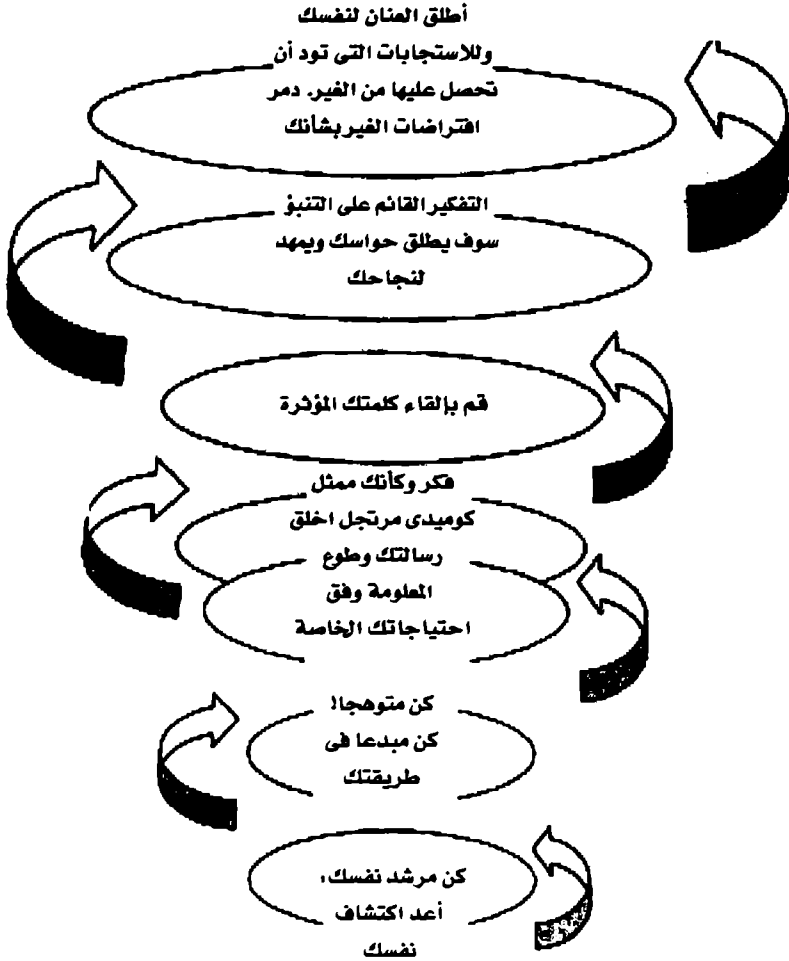 أطلق العنان لنفسك
وللاستجابات التى تود أن
تحصل عليها من الغير. دمر
افتراضات الغير بشأنك
التفكير القائم على التنبؤ
سوف يطلق حواسك ويمهد
لنجاحك
قم بإلقاء كلمتك المؤثرة
فكر وكأنك ممثل
كوميدى مرتجل اخلق
رسالتك وطوع
المعلومة وفق
احتياجاتك الخاصة
كن متوهجا!
كن مبدعا فى
طريقتك
كن مرشد نفسك؛
أعد اكتشاف
نفسك